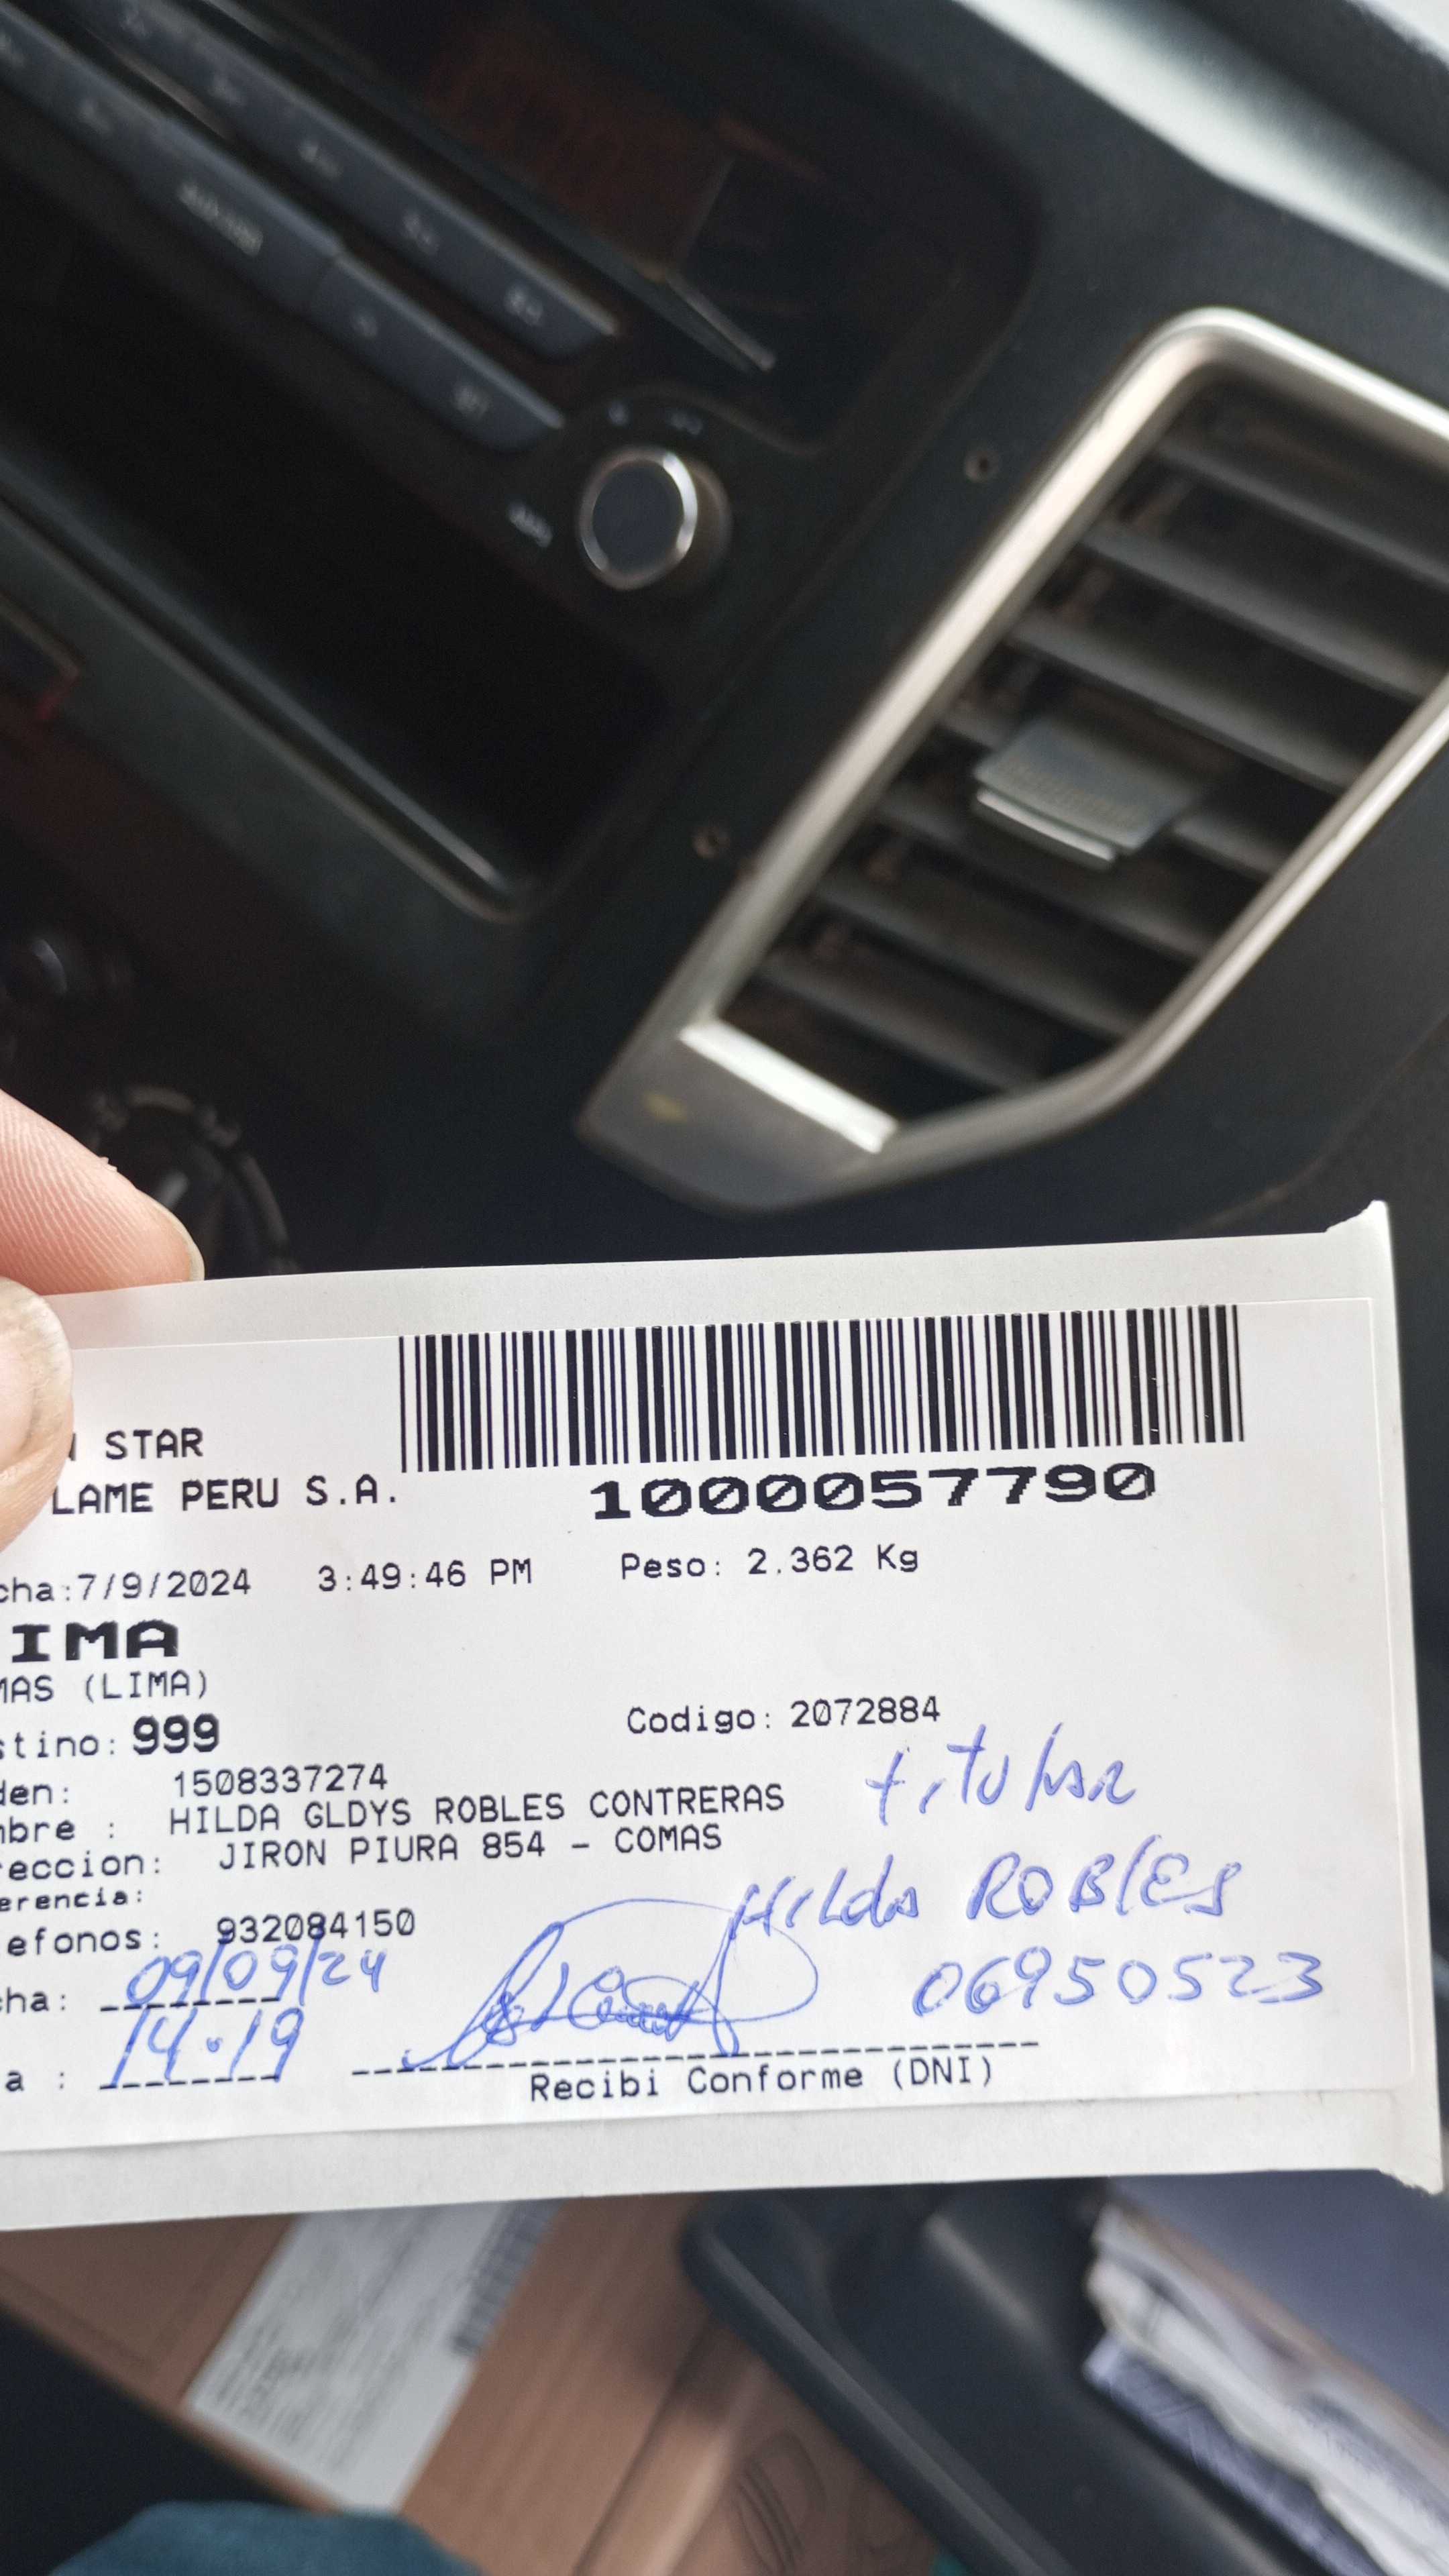 STAR
LAME PERU S.A.
1000057790
cha:7/9/2024 3:49:46 PM Peso: 2.362 Kg
IMA
MAS (LIMA)
stino: 999 Codigo: 2072884
den: 1508337274
titular
mbre : HILDA GLDYS ROBLES CONTRERAS
eccion: JIRON PIURA 854 - COMAS
erencia:
Hilda ROBLES
efonos: 932084150
cha: 09/09/24
06950523
a : 14.19
Recibi Conforme (DNI)